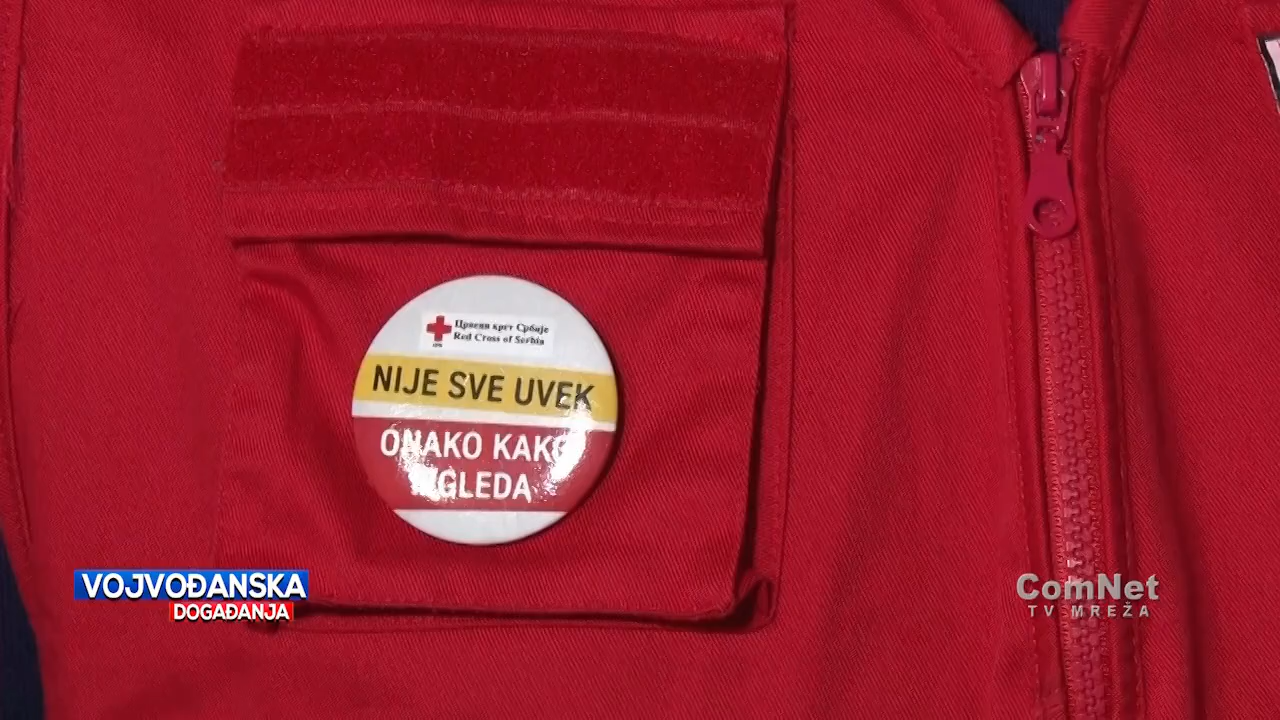 Црвени крст Србије
Red Cross of Serbia
NIJE SVE UVEK
ONAKO KAKO
IZGLEDA
VOJVOĐANSKA
DOGAĐANJA
ComNet
TV MREŽA